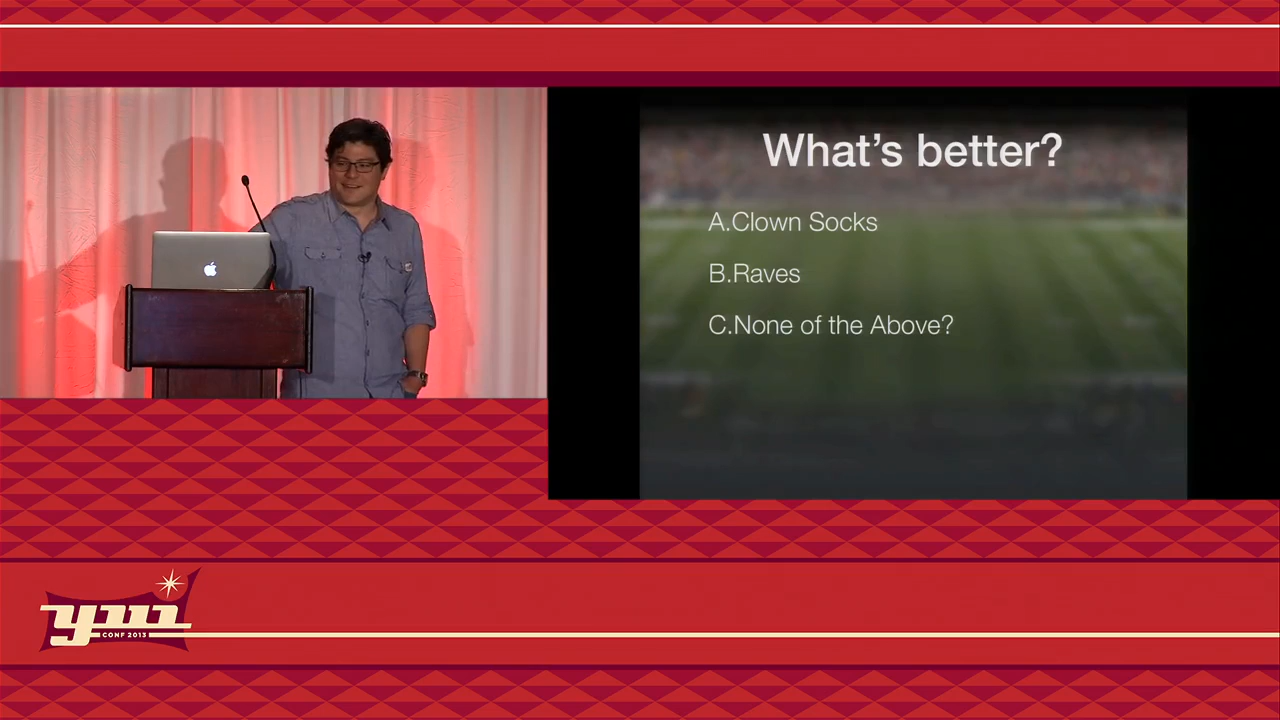 What's better?
A.Clown Socks
B.Raves
C.None of the Above?
yui
CONF 2013